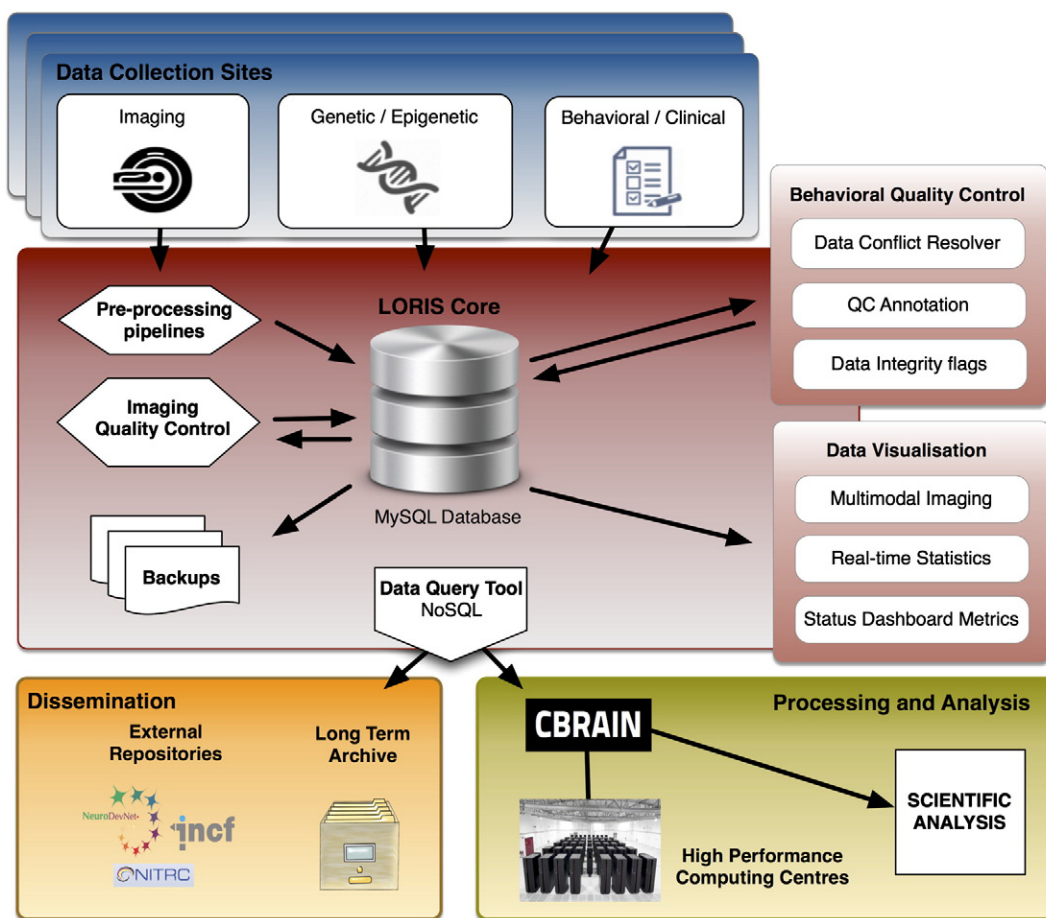 Data Collection Sites
Imaging
Genetic / Epigenetic
Behavioral / Clinical
Behavioral Quality Control
Data Conflict Resolver
QC Annotation
Data Integrity flags
LORIS Core
Pre-processing
pipelines
Imaging
Quality Control
MySQL Database
Backups
Data Visualisation
Multimodal Imaging
Real-time Statistics
Status Dashboard Metrics
Data Query Tool
NoSQL
Dissemination
External
Repositories
Long Term
Archive
NeuroDevNet
incf
NITRC
Processing and Analysis
CBRAIN
High Performance
Computing Centres
SCIENTIFIC
ANALYSIS